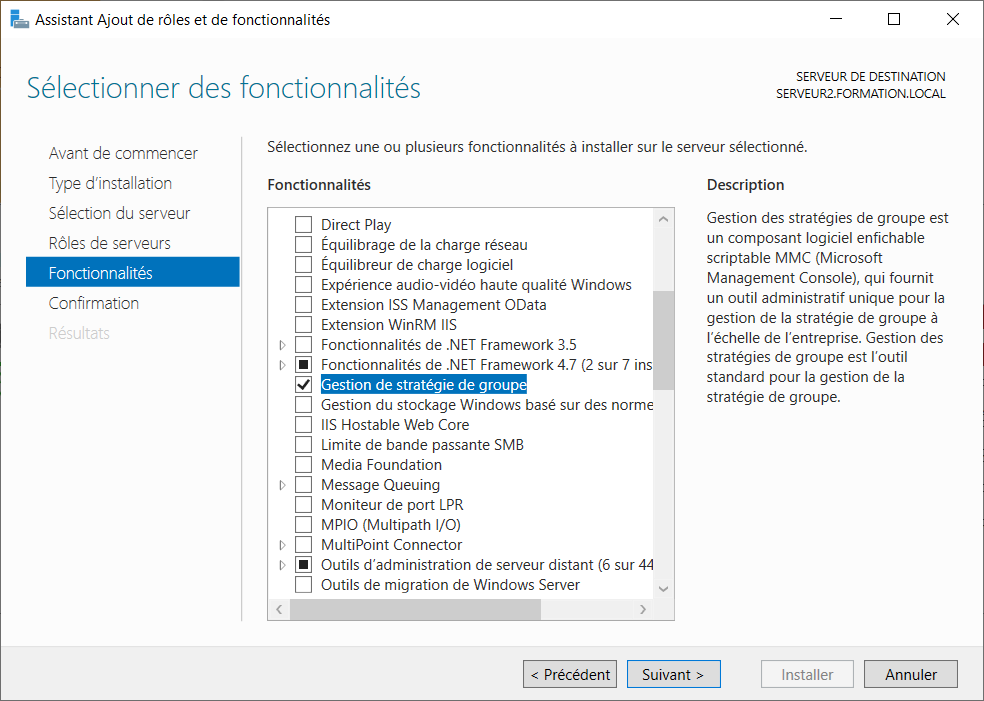 Assistant Ajout de rôles et de fonctionnalités
Sélectionner des fonctionnalités
SERVEUR DE DESTINATION
SERVEUR2.FORMATION.LOCAL
Avant de commencer
Type d'installation
Sélection du serveur
Rôles de serveurs
Fonctionnalités
Confirmation
Résultats
Sélectionnez une ou plusieurs fonctionnalités à installer sur le serveur sélectionné.
Fonctionnalités
Direct Play
Équilibrage de la charge réseau
Équilibreur de charge logiciel
Expérience audio-vidéo haute qualité Windows
Extension ISS Management OData
Extension WinRM IIS
Fonctionnalités de .NET Framework 3.5
Fonctionnalités de .NET Framework 4.7 (2 sur 7 ins
Gestion de stratégie de groupe
Gestion du stockage Windows basé sur des norme
IIS Hostable Web Core
Limite de bande passante SMB
Media Foundation
Message Queuing
Moniteur de port LPR
MPIO (Multipath I/O)
MultiPoint Connector
Outils d'administration de serveur distant (6 sur 44
Outils de migration de Windows Server
Description
Gestion des stratégies de groupe est
un composant logiciel enfichable
scriptable MMC (Microsoft
Management Console), qui fournit
un outil administratif unique pour la
gestion de la stratégie de groupe à
l'échelle de l'entreprise. Gestion des
stratégies de groupe est l'outil
standard pour la gestion de la
stratégie de groupe.
< Précédent
Suivant >
Installer
Annuler